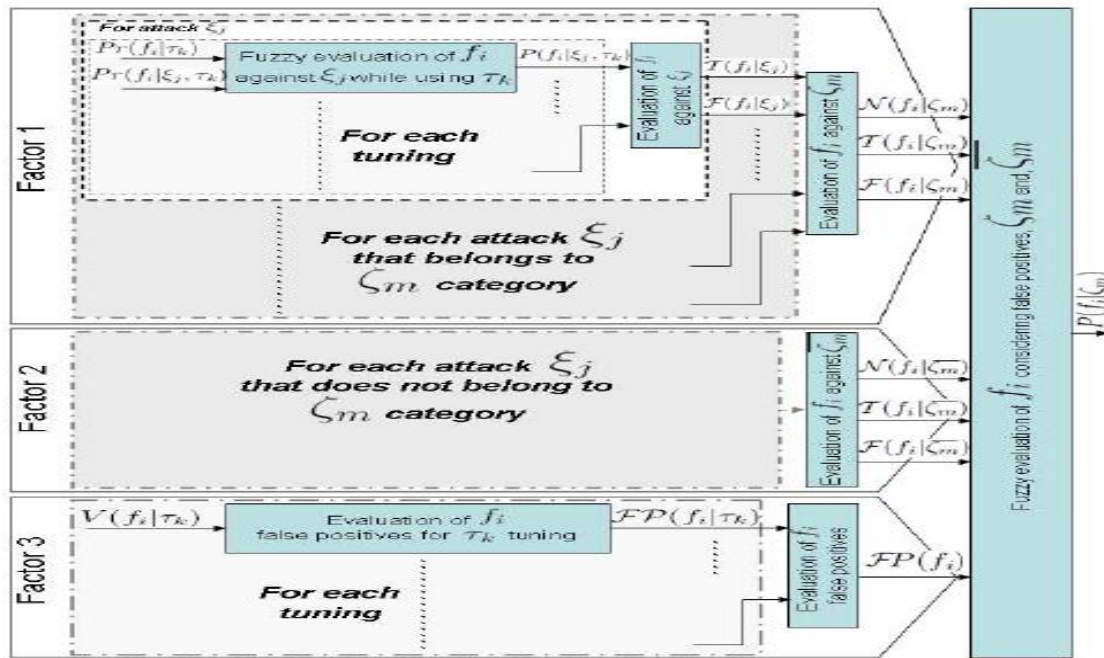 Factor 1
For attack ξj
Pr(fi|τk)
Pr(fi|ξj, τk)
Fuzzy evaluation of fi
against ξj while using τk
P(fi|ξj, τk)
For each
tuning
Evaluation of fi
against ξj
T(fi|ξj)
F(fi|ξj)
For each attack ξj
that belongs to
ζm category
Evaluation of fi against ζm
N(fi|ζm)
T(fi|ζm)
F(fi|ζm)
Factor 2
For each attack ξj
that does not belong to
ζm category
Evaluation of fi against ζ̅m̅
N(fi|ζ̅m̅)
T(fi|ζ̅m̅)
F(fi|ζ̅m̅)
Factor 3
V(fi|τk)
Evaluation of fi
false positives for τk tuning
FP(fi|τk)
For each
tuning
Evaluation of fi
false positives
FP(fi)
Fuzzy evaluation of fi considering false positives, ζm and, ζ̅m̅
P(fi|ζm)